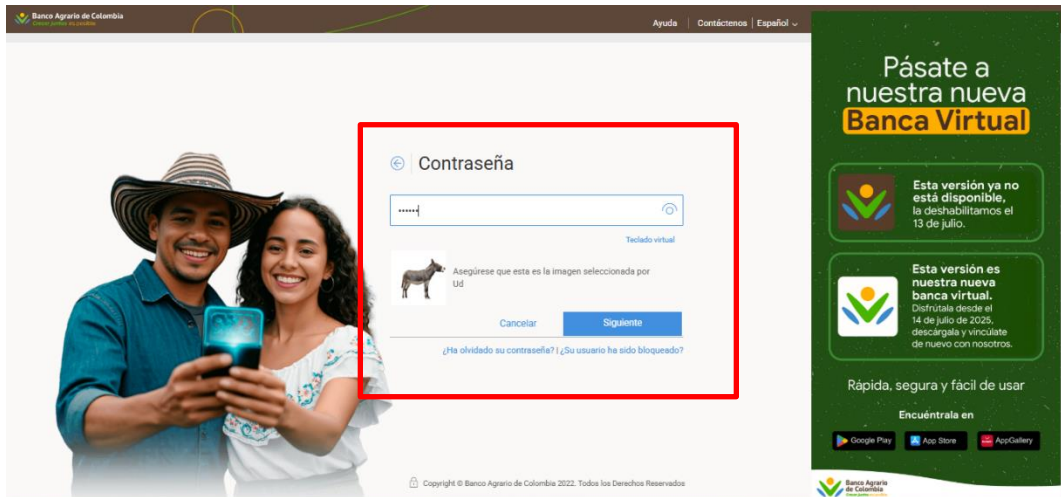 Banco Agrario de Colombia
Crecer juntos es posible
Ayuda | Contáctenos | Español
Contraseña
••••••
Teclado virtual
Asegúrese que esta es la imagen seleccionada por
Ud
Cancelar
Siguiente
¿Ha olvidado su contraseña? | ¿Su usuario ha sido bloqueado?
Copyright © Banco Agrario de Colombia 2022. Todos los Derechos Reservados
Pásate a
nuestra nueva
Banca Virtual
Esta versión ya no
está disponible,
la deshabilitamos el
13 de julio.
Esta versión es
nuestra nueva
banca virtual.
Disfrútala desde el
14 de julio de 2025,
descárgala y vincúlate
de nuevo con nosotros.
Rápida, segura y fácil de usar
Encuéntrala en
Google Play
App Store
AppGallery
Banco Agrario
de Colombia